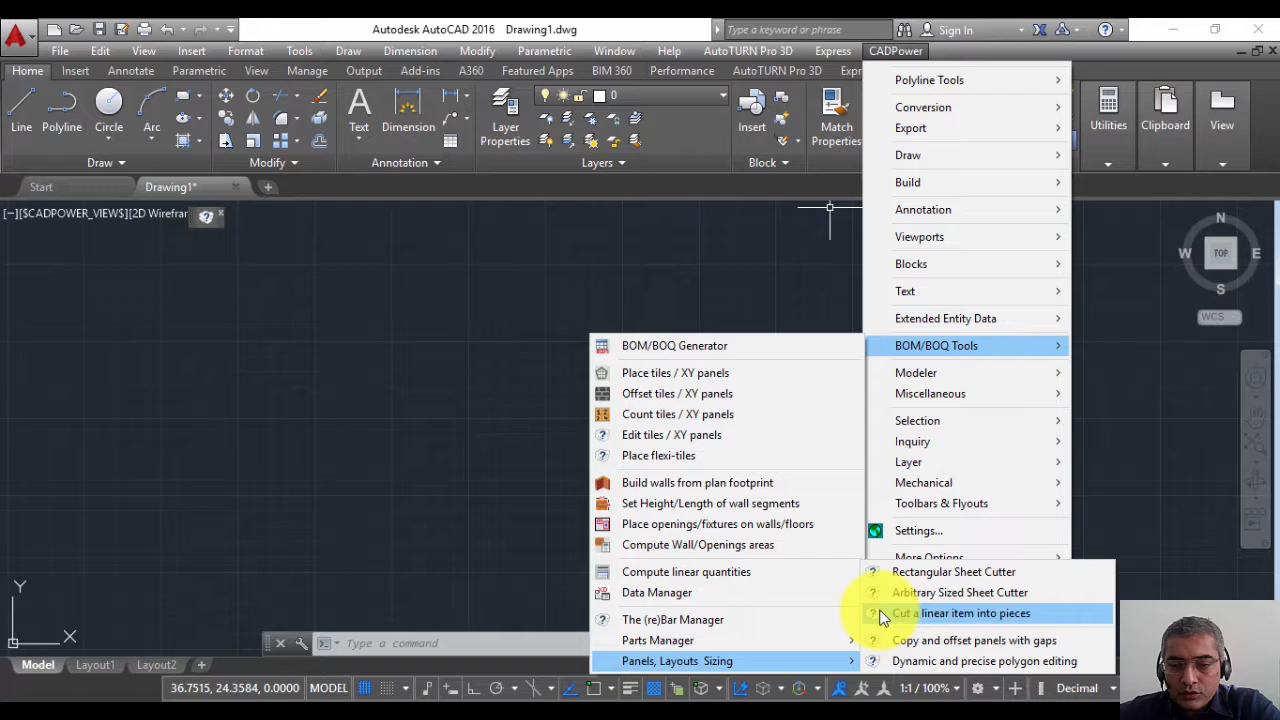 Autodesk AutoCAD 2016 Drawing1.dwg
Type a keyword or phrase
Sign In
File Edit View Insert Format Tools Draw Dimension Modify Parametric Window Help AutoTURN Pro 3D Express CADPower
Home Insert Annotate Parametric View Manage Output Add-ins A360 Featured Apps BIM 360 Performance AutoTURN Pro 3D
Line Polyline Circle Arc Text Dimension Layer Properties 0 Insert Match Properties Utilities Clipboard View
Draw Modify Annotation Layers Block
Start Drawing1*
[−][$CADPOWER_VIEW$][2D
Polyline Tools
Conversion
Export
Draw
Build
Annotation
Viewports
Blocks
Text
Extended Entity Data
BOM/BOQ Tools
Modeler
Miscellaneous
Selection
Inquiry
Layer
Mechanical
Toolbars & Flyouts
Settings...
More Options
BOM/BOQ Generator
Place tiles / XY panels
Offset tiles / XY panels
Count tiles / XY panels
Edit tiles / XY panels
Place flexi-tiles
Build walls from plan footprint
Set Height/Length of wall segments
Place openings/fixtures on walls/floors
Compute Wall/Openings areas
Compute linear quantities
Data Manager
The (re)Bar Manager
Parts Manager
Panels, Layouts Sizing
Rectangular Sheet Cutter
Arbitrary Sized Sheet Cutter
Cut a linear item into pieces
Copy and offset panels with gaps
Dynamic and precise polygon editing
N
W TOP E
S
WCS
Y
X
Type a command
Model Layout1 Layout2
36.7515, 24.3584, 0.0000 MODEL 1:1 / 100% Decimal